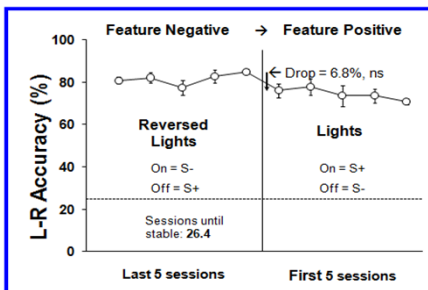 Feature Negative → Feature Positive
100
80
60
40
20
0
L-R Accuracy (%)
← Drop = 6.8%, ns
Reversed
Lights
On = S-
Off = S+
Lights
On = S+
Off = S-
Sessions until
stable: 26.4
Last 5 sessions
First 5 sessions